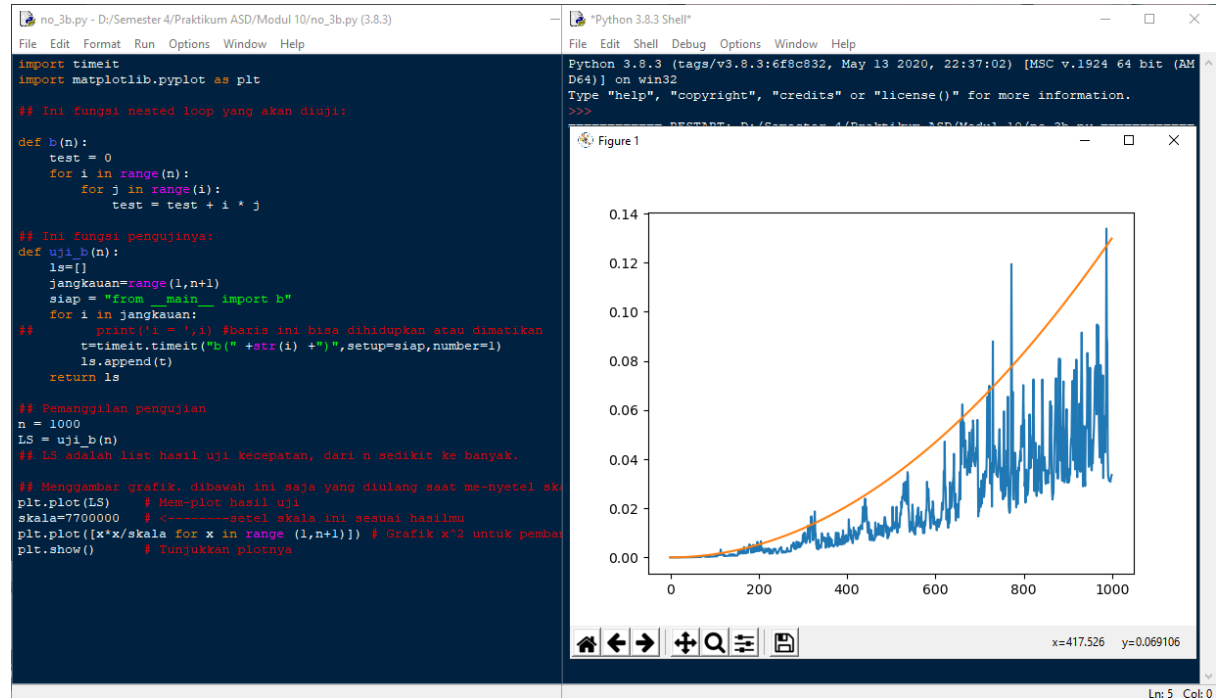 no_3b.py - D:/Semester 4/Praktikum ASD/Modul 10/no_3b.py (3.8.3)
File Edit Format Run Options Window Help
import timeit
import matplotlib.pyplot as plt
## Ini fungsi nested loop yang akan diuji:
def b(n):
    test = 0
    for i in range(n):
        for j in range(i):
            test = test + i * j
## Ini fungsi pengujinya:
def uji_b(n):
    ls=[]
    jangkauan=range(1,n+1)
    siap = "from __main__ import b"
    for i in jangkauan:
##        print('i = ',i) #baris ini bisa dihidupkan atau dimatikan
        t=timeit.timeit("b(" +str(i) +")",setup=siap,number=1)
        ls.append(t)
    return ls
## Pemanggilan pengujian
n = 1000
LS = uji_b(n)
## LS adalah list hasil uji kecepatan, dari n sedikit ke banyak.
## Menggambar grafik. dibawah ini saja yang diulang saat me-nyetel ska
plt.plot(LS)    # Mem-plot hasil uji
skala=7700000   # <--------setel skala ini sesuai hasilmu
plt.plot([x*x/skala for x in range (1,n+1)]) # Grafik x^2 untuk pemban
plt.show()      # Tunjukkan plotnya
*Python 3.8.3 Shell*
File Edit Shell Debug Options Window Help
Python 3.8.3 (tags/v3.8.3:6f8c832, May 13 2020, 22:37:02) [MSC v.1924 64 bit (AM
D64)] on win32
Type "help", "copyright", "credits" or "license()" for more information.
>>>
============ RESTART: D:/Semester 4/Praktikum ASD/Modul 10/no_3b.py ============
Figure 1
0.14
0.12
0.10
0.08
0.06
0.04
0.02
0.00
0 200 400 600 800 1000
x=417.526 y=0.069106
Ln: 5 Col: 0